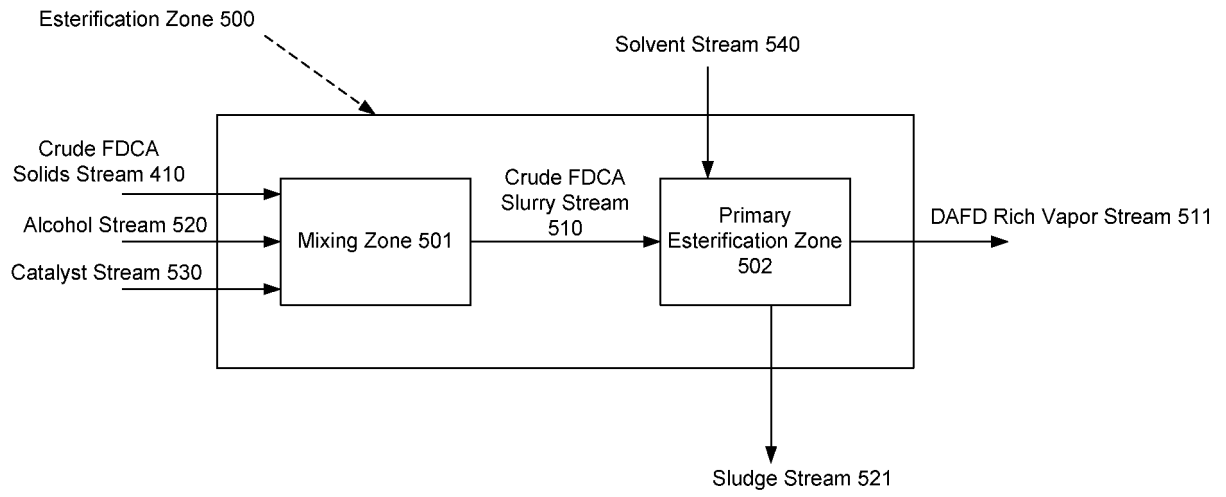 Esterification Zone 500
Solvent Stream 540
Crude FDCA
Solids Stream 410
Alcohol Stream 520
Catalyst Stream 530
Mixing Zone 501
Crude FDCA
Slurry Stream
510
Primary
Esterification Zone
502
DAFD Rich Vapor Stream 511
Sludge Stream 521